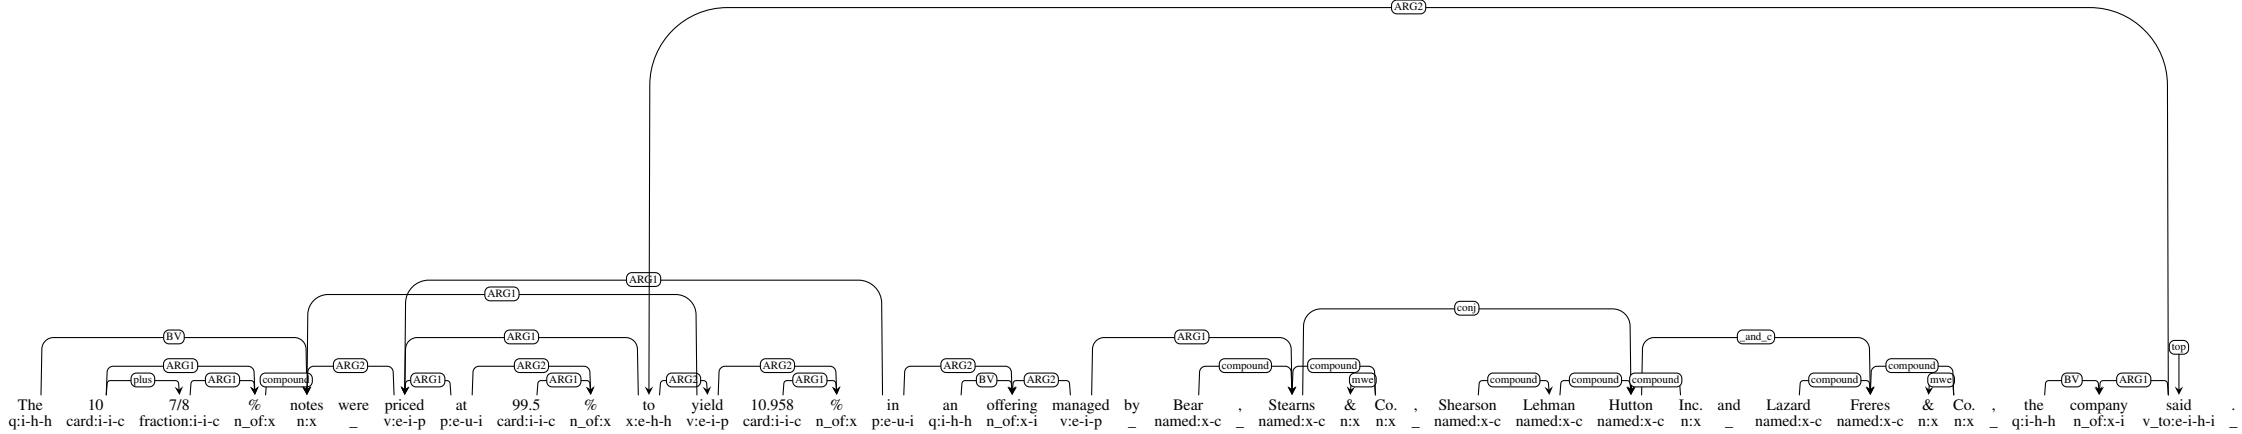 ARG2
ARG1
ARG1
conj
BV ARG1 ARG1 _and_c
top
ARG1 ARG2 ARG2 ARG2 ARG2 compound compound compound compound
plus ARG1 compound ARG1 ARG1 ARG2 ARG1 BV ARG2 mwe compound compound compound mwe BV ARG1
The 10 7/8 % notes were priced at 99.5 % to yield 10.958 % in an offering managed by Bear , Stearns & Co. , Shearson Lehman Hutton Inc. and Lazard Freres & Co. , the company said .
q:i-h-h card:i-i-c fraction:i-i-c n_of:x n:x _ v:e-i-p p:e-u-i card:i-i-c n_of:x x:e-h-h v:e-i-p card:i-i-c n_of:x p:e-u-i q:i-h-h n_of:x-i v:e-i-p _ named:x-c _ named:x-c n:x n:x _ named:x-c named:x-c named:x-c n:x _ named:x-c named:x-c n:x n:x _ q:i-h-h n_of:x-i v_to:e-i-h-i _